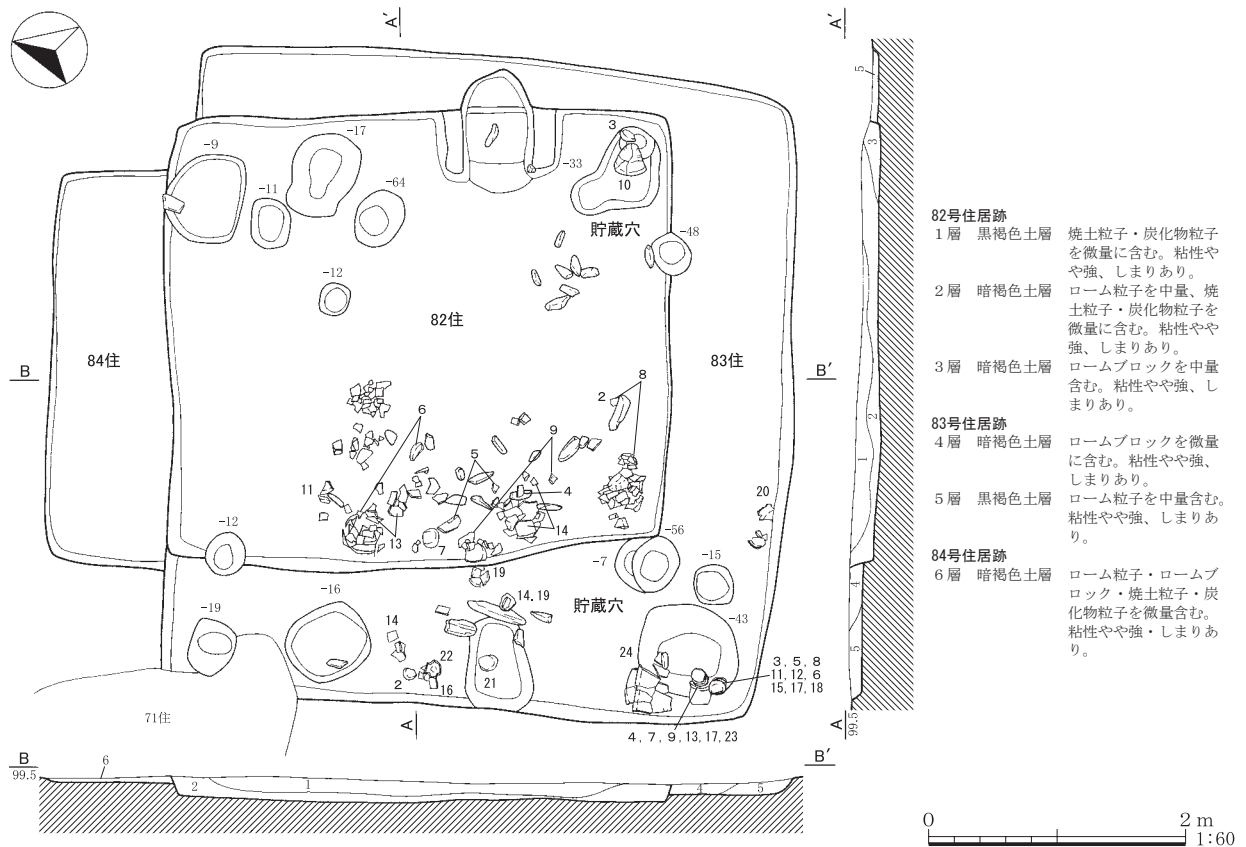 A'
A'
5
-17
-9
3
3
-33
-64
-11
10
貯蔵穴
-48
-12
82住
84住
83住
B
B'
8
2
2
6
9
1
5
11
4
20
14
13
-12
7
-56
-15
-7
19
-16
14, 19
貯蔵穴
-19
-43
4
14
24
22
3, 5, 8
21
11, 12, 6
2
5
16
15, 17, 18
71住
A
A
99.5
4, 7, 9, 13, 17, 23
B
B'
99.5
6
2
1
4
5
82号住居跡
1層 黒褐色土層 焼土粒子・炭化物粒子
を微量に含む。粘性や
や強、しまりあり。
2層 暗褐色土層 ローム粒子を中量、焼
土粒子・炭化物粒子を
微量に含む。粘性やや
強、しまりあり。
3層 暗褐色土層 ロームブロックを中量
含む。粘性やや強、し
まりあり。
83号住居跡
4層 暗褐色土層 ロームブロックを微量
に含む。粘性やや強、
しまりあり。
5層 黒褐色土層 ローム粒子を中量含む。
粘性やや強、しまりあ
り。
84号住居跡
6層 暗褐色土層 ローム粒子・ロームブ
ロック・焼土粒子・炭
化物粒子を微量含む。
粘性やや強・しまりあ
り。
0 2 m
1:60